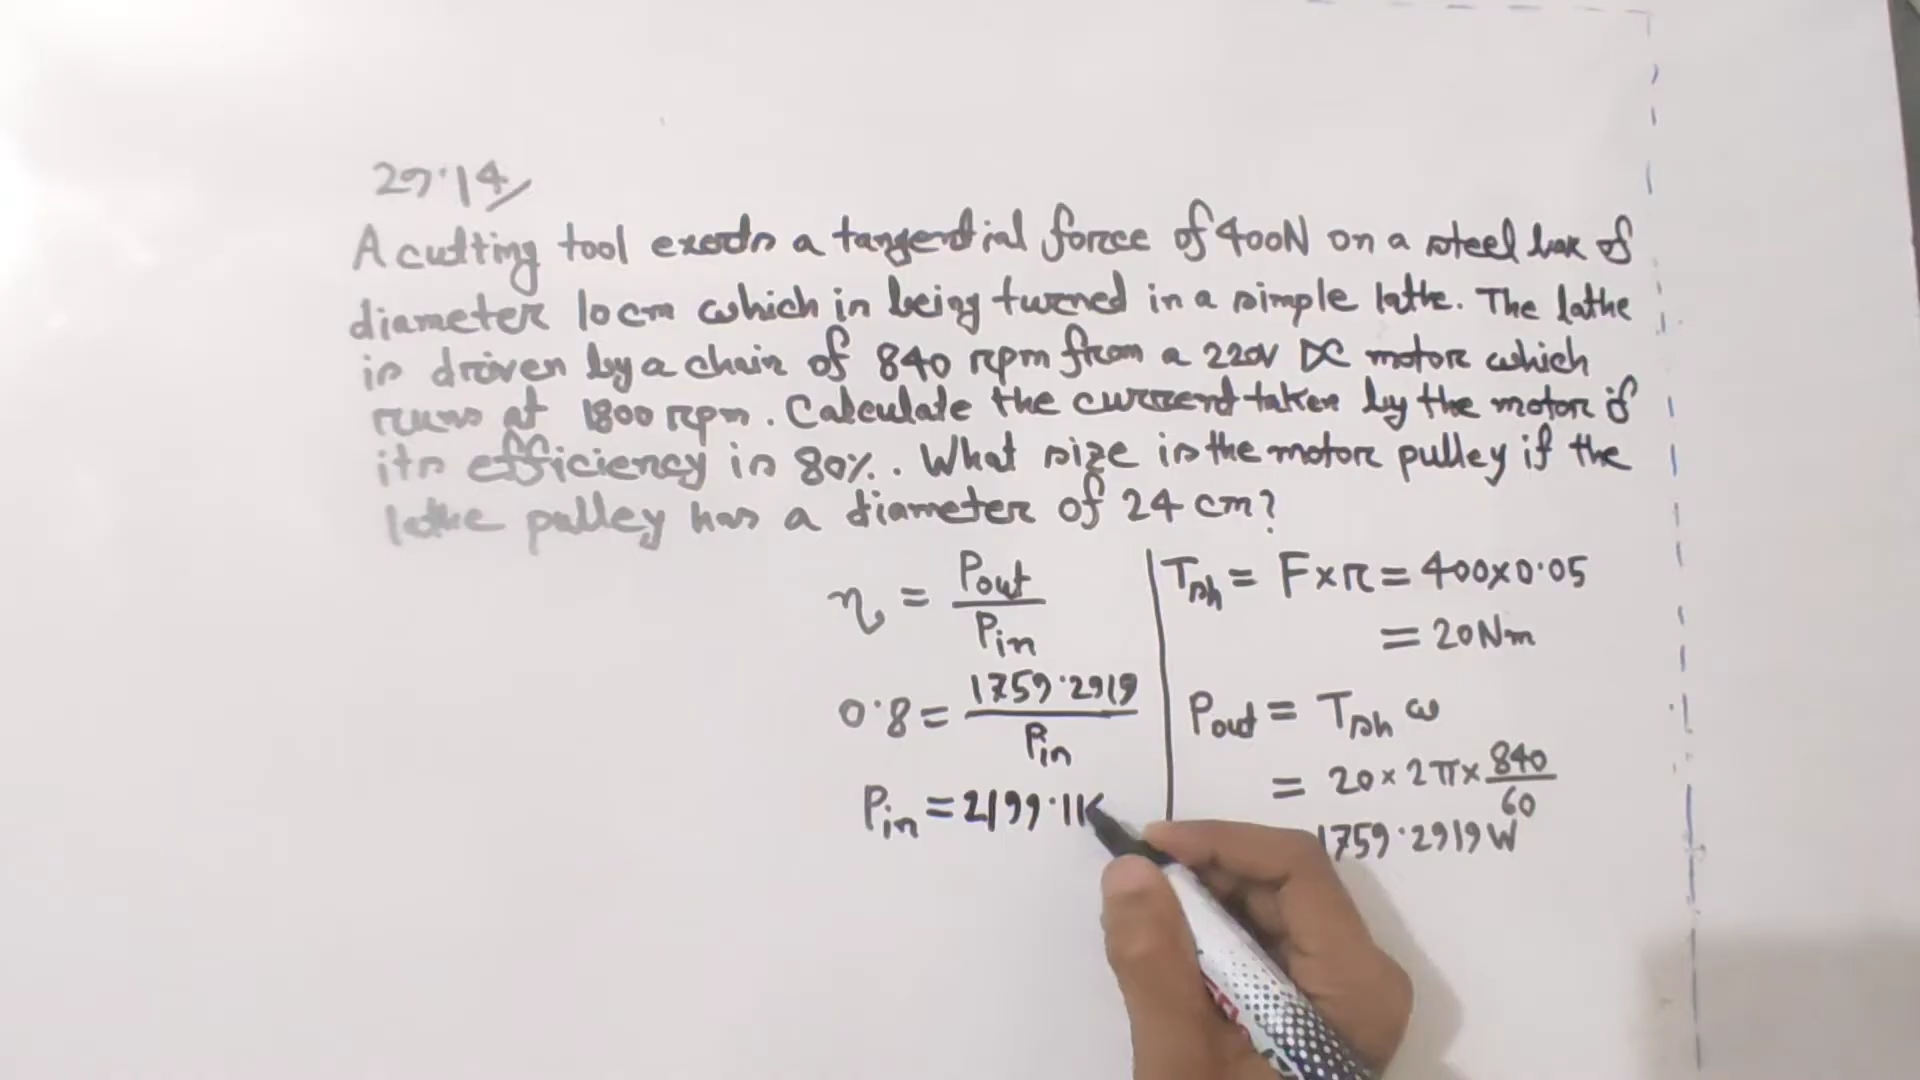 29.14/
A cutting tool exerts a tangential force of 400N on a steel bar of
diameter 10cm which is being turned in a simple lathe. The lathe
is driven by a chain of 840 rpm from a 220V DC motor which
runs at 1800 rpm. Calculate the current taken by the motor if
its efficiency is 80%. What size is the motor pulley if the
lathe pulley has a diameter of 24 cm?
η = Pout / Pin
0.8 = 1759.2919 / Pin
Pin = 2199.11
Tsh = F×r = 400×0.05
= 20Nm
Pout = Tsh ω
= 20 × 2π × 840/60
1759.2919 W